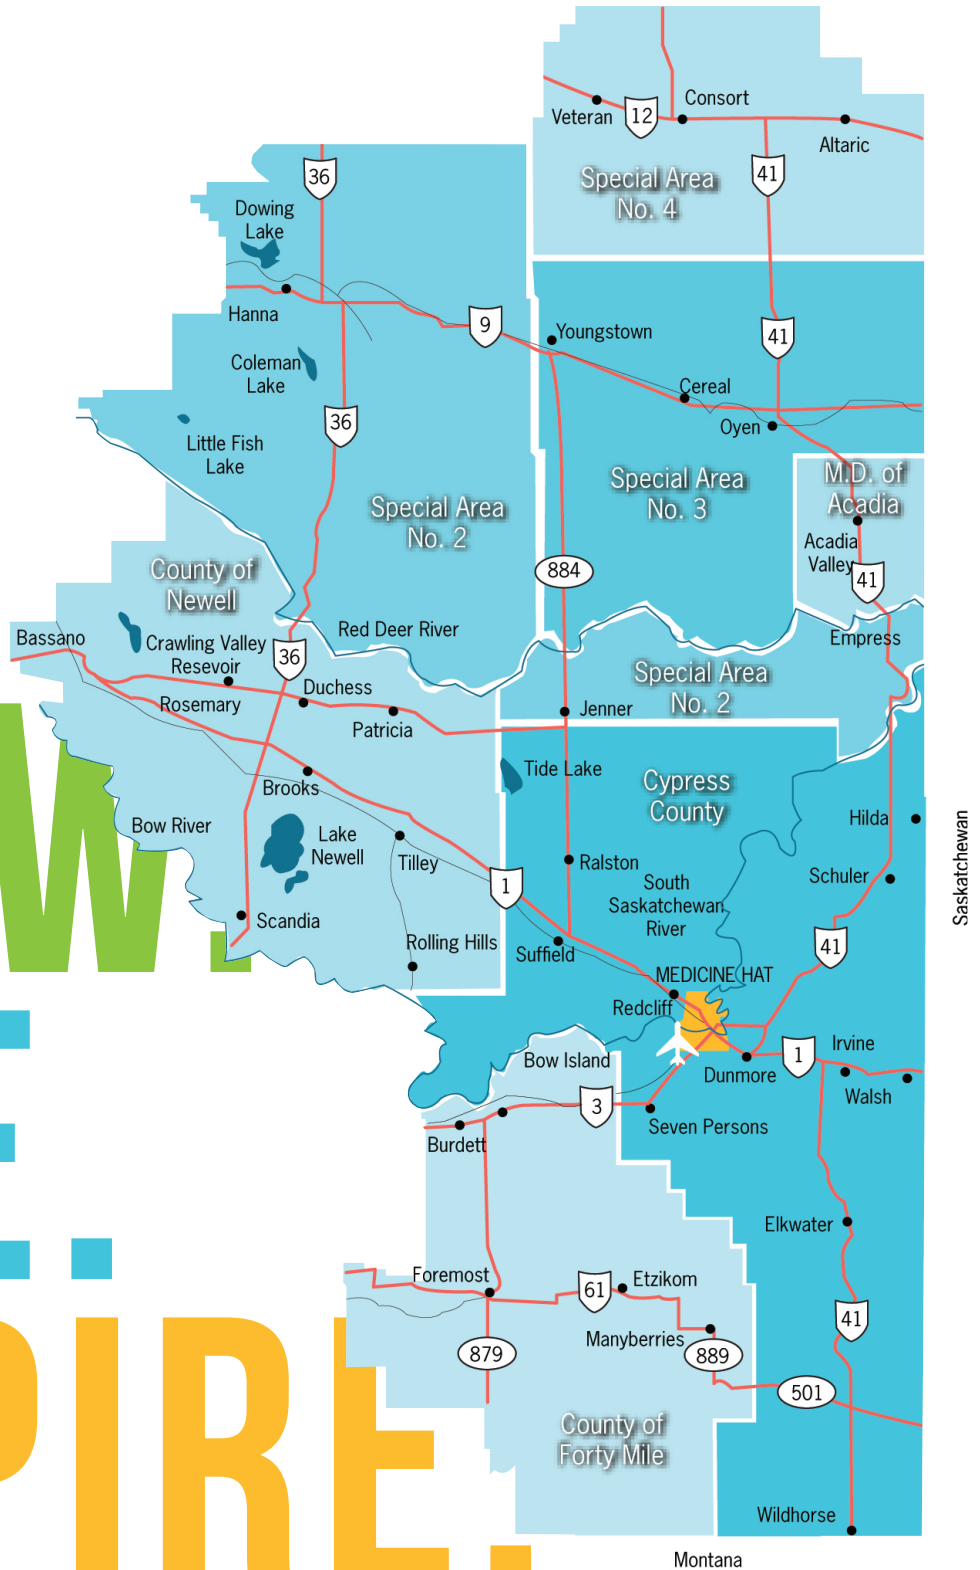 Veteran
12
Consort
Altaric
Special Area
No. 4
41
36
Dowing
Lake
Hanna
9
Youngstown
41
Coleman
Lake
Cereal
Oyen
36
Little Fish
Lake
Special Area
No. 2
Special Area
No. 3
M.D. of
Acadia
Acadia
Valley
41
884
County of
Newell
Red Deer River
Empress
Bassano
Crawling Valley
Resevoir
36
Rosemary
Duchess
Patricia
Special Area
No. 2
Jenner
Tide Lake
Cypress
County
Brooks
Bow River
Lake
Newell
Tilley
Hilda
Saskatchewan
Ralston
Schuler
1
South
Saskatchewan
River
Scandia
Rolling Hills
Suffield
41
MEDICINE HAT
Redcliff
Bow Island
Dunmore
1
Irvine
Walsh
3
Seven Persons
Burdett
Elkwater
Foremost
61
Etzikom
41
Manyberries
879
889
501
County of
Forty Mile
Wildhorse
Montana
W.
PIRE.